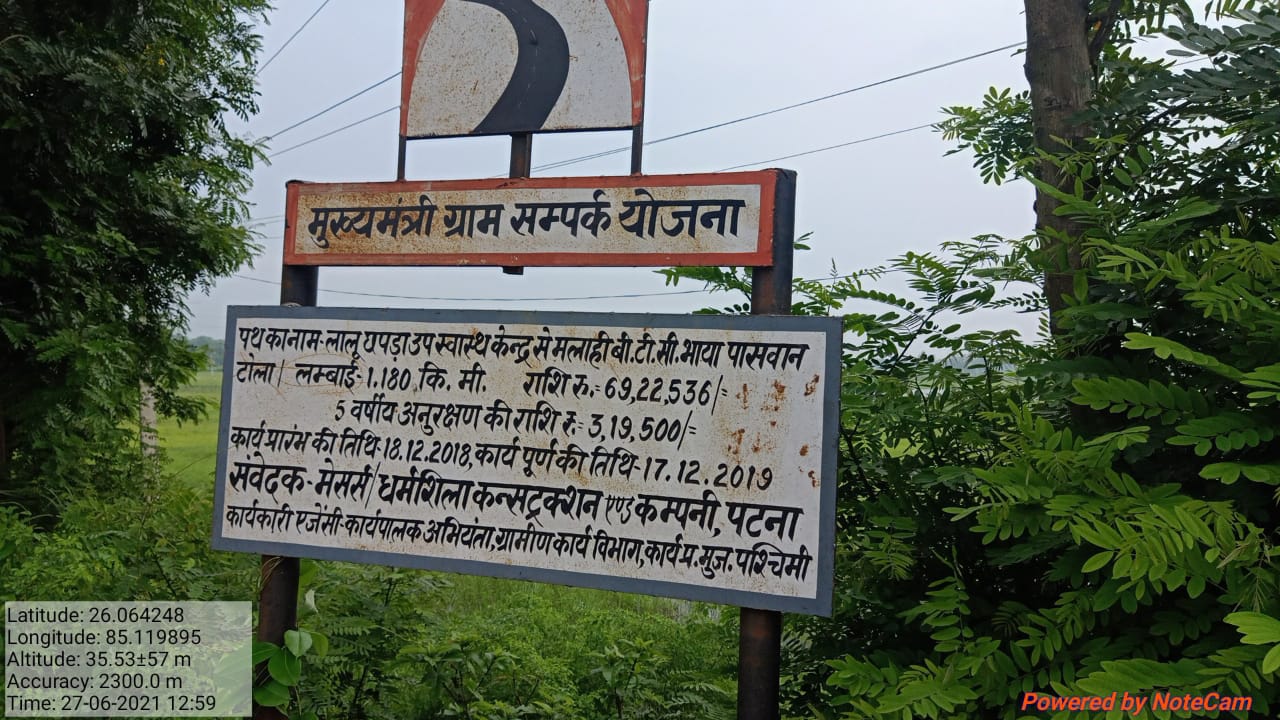 मुख्यमंत्री ग्राम सम्पर्क योजना
पथ का नाम- लालू छपड़ा उप स्वास्थ केन्द्र से मलाही बी.टी.सी. भाया पासवान
टोला/ लम्बाई- 1.180 कि. मी. राशि रु.= 69,22,536/=
5 वर्षीय अनुरक्षण की राशि रु= 3,19,500/=
कार्य प्रारंम की तिथि-18.12.2018, कार्य पूर्ण की तिथि-17.12.2019
संवेदक- मेसर्स/ धर्मशिला कन्सट्रक्शन एण्ड कम्पनी, पटना
कार्यकारी एजेंसी-कार्यपालक अभियंता, ग्रामीण कार्य विभाग, कार्य प्र. मुज. पश्चिमी
Latitude: 26.064248
Longitude: 85.119895
Altitude: 35.53±57 m
Accuracy: 2300.0 m
Time: 27-06-2021 12:59
Powered by NoteCam